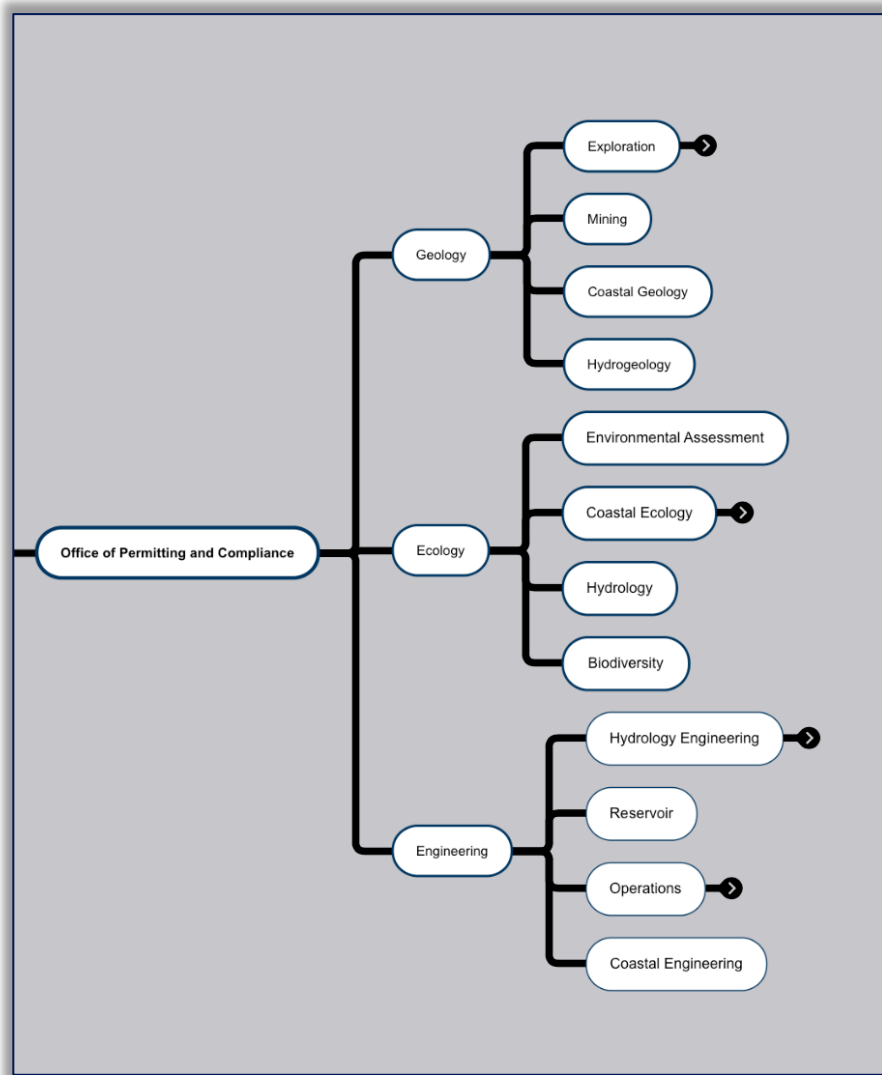 Exploration
Mining
Geology
Coastal Geology
Hydrogeology
Environmental Assessment
Coastal Ecology
Office of Permitting and Compliance
Ecology
Hydrology
Biodiversity
Hydrology Engineering
Reservoir
Engineering
Operations
Coastal Engineering